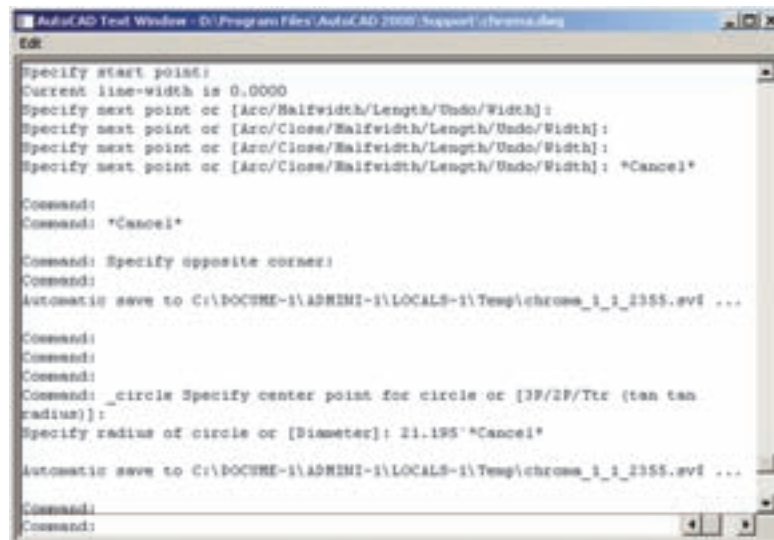 AutoCAD Text Window - D:\Program Files\AutoCAD 2000\Support\chroma.dwg
Edit
Specify start point:
Current line-width is 0.0000
Specify next point or [Arc/Halfwidth/Length/Undo/Width]:
Specify next point or [Arc/Close/Halfwidth/Length/Undo/Width]:
Specify next point or [Arc/Close/Halfwidth/Length/Undo/Width]:
Specify next point or [Arc/Close/Halfwidth/Length/Undo/Width]: *Cancel*
Command:
Command: *Cancel*
Command: Specify opposite corner:
Command:
Automatic save to C:\DOCUME~1\ADMINI~1\LOCALS~1\Temp\chroma_1_1_2355.sv$ ...
Command:
Command:
Command:
Command: _circle Specify center point for circle or [3P/2P/Ttr (tan tan
radius)]:
Specify radius of circle or [Diameter]: 21.195'*Cancel*
Automatic save to C:\DOCUME~1\ADMINI~1\LOCALS~1\Temp\chroma_1_1_2355.sv$ ...
Command:
Command: